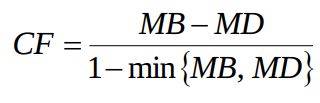 CF = MB − MD / 1 − min{MB, MD}